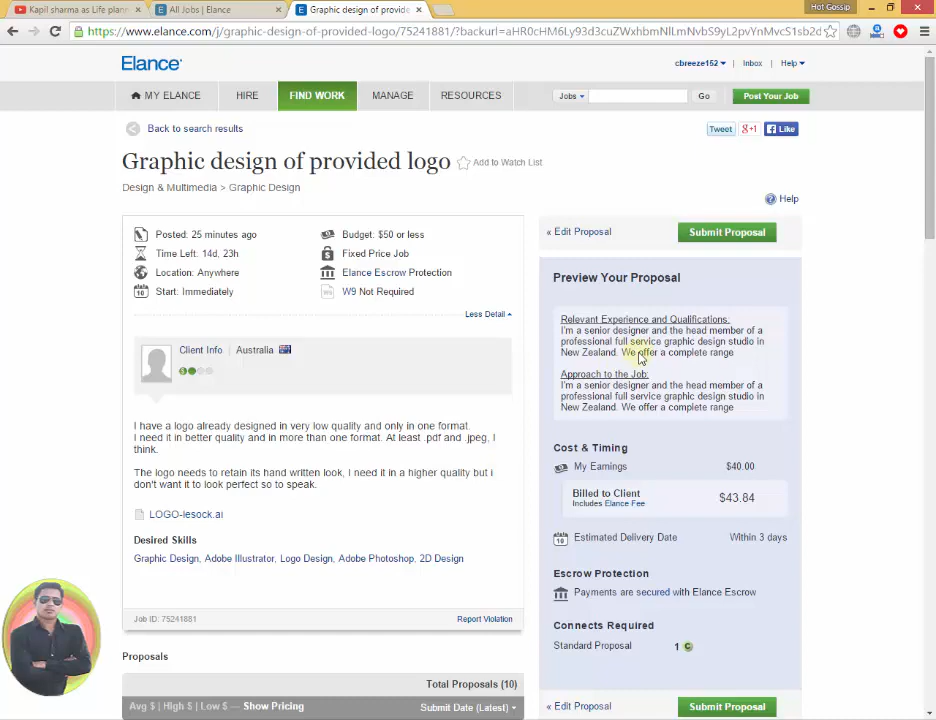 Kapil sharma as Life plann
All Jobs | Elance
Graphic design of provide
Hot Gossip
https://www.elance.com/j/graphic-design-of-provided-logo/75241881/?backurl=aHR0cHM6Ly93d3cuZWxhbmNlLmNvbS9yL2pvYnMvcS1sb2d
Elance
cbreeze152
Inbox
Help
MY ELANCE
HIRE
FIND WORK
MANAGE
RESOURCES
Jobs
Go
Post Your Job
Back to search results
Tweet
g+1
Like
Graphic design of provided logo
Add to Watch List
Design & Multimedia > Graphic Design
Help
Posted: 25 minutes ago
Budget: $50 or less
Time Left: 14d, 23h
Fixed Price Job
Location: Anywhere
Elance Escrow Protection
Start: Immediately
W9 Not Required
Less Detail
Client Info
Australia
I have a logo already designed in very low quality and only in one format.
I need it in better quality and in more than one format. At least .pdf and .jpeg, I
think.
The logo needs to retain its hand written look, I need it in a higher quality but i
don't want it to look perfect so to speak.
LOGO-lesock.ai
Desired Skills
Graphic Design, Adobe Illustrator, Logo Design, Adobe Photoshop, 2D Design
Job ID: 75241881
Report Violation
Proposals
Total Proposals (10)
Avg $ | High $ | Low $ — Show Pricing
Submit Date (Latest)
« Edit Proposal
Submit Proposal
Preview Your Proposal
Relevant Experience and Qualifications:
I'm a senior designer and the head member of a
professional full service graphic design studio in
New Zealand. We offer a complete range
Approach to the Job:
I'm a senior designer and the head member of a
professional full service graphic design studio in
New Zealand. We offer a complete range
Cost & Timing
My Earnings
$40.00
Billed to Client
Includes Elance Fee
$43.84
Estimated Delivery Date
Within 3 days
Escrow Protection
Payments are secured with Elance Escrow
Connects Required
Standard Proposal
1 C
« Edit Proposal
Submit Proposal